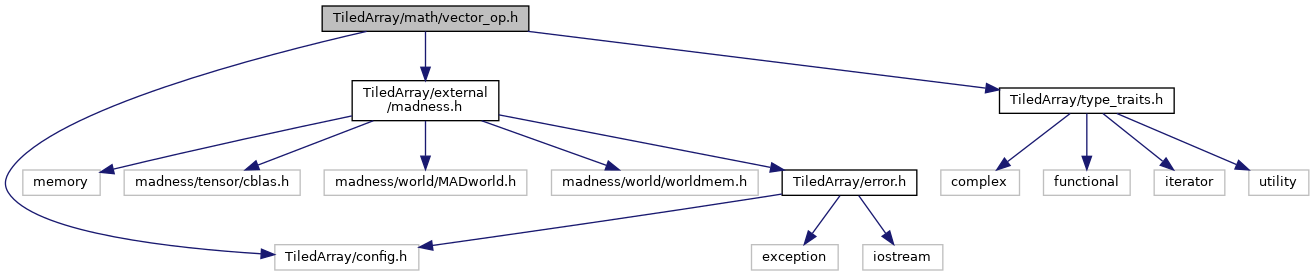 TiledArray/math/vector_op.h
TiledArray/external
/madness.h
TiledArray/type_traits.h
memory
madness/tensor/cblas.h
madness/world/MADworld.h
madness/world/worldmem.h
TiledArray/error.h
complex
functional
iterator
utility
TiledArray/config.h
exception
iostream